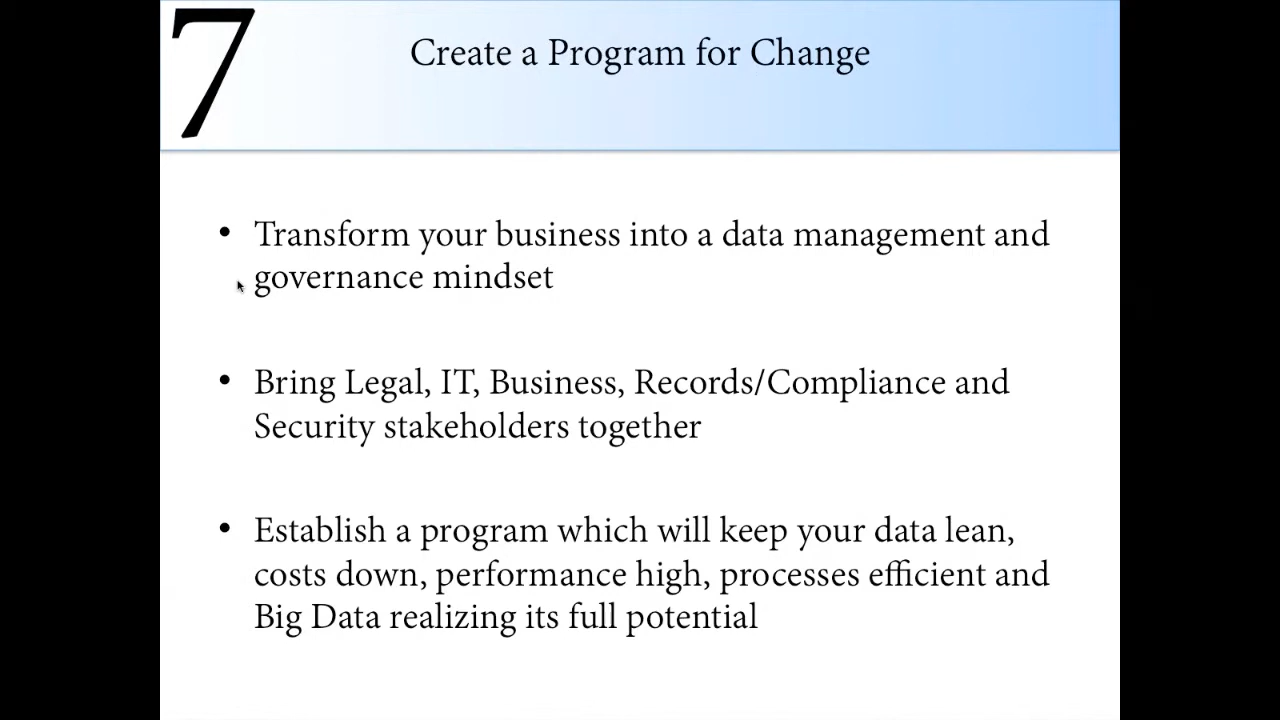 7
Create a Program for Change
• Transform your business into a data management and
governance mindset
• Bring Legal, IT, Business, Records/Compliance and
Security stakeholders together
• Establish a program which will keep your data lean,
costs down, performance high, processes efficient and
Big Data realizing its full potential